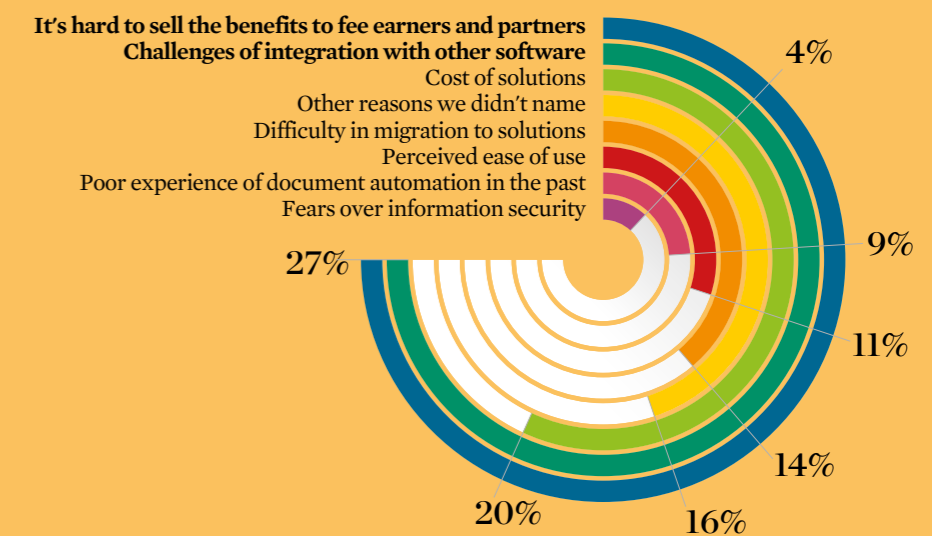 It's hard to sell the benefits to fee earners and partners
Challenges of integration with other software
Cost of solutions
Other reasons we didn't name
Difficulty in migration to solutions
Perceived ease of use
Poor experience of document automation in the past
Fears over information security
4%
9%
27%
11%
14%
20%
16%